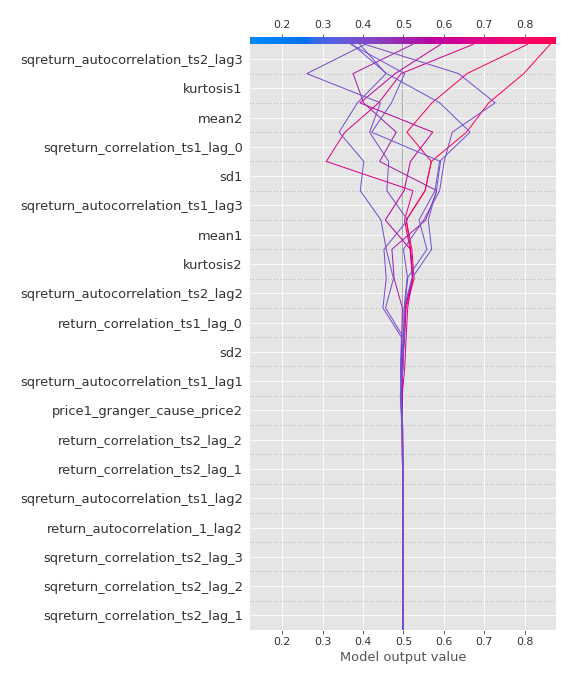 0.2 0.3 0.4 0.5 0.6 0.7 0.8
sqreturn_autocorrelation_ts2_lag3
kurtosis1
mean2
sqreturn_correlation_ts1_lag_0
sd1
sqreturn_autocorrelation_ts1_lag3
mean1
kurtosis2
sqreturn_autocorrelation_ts2_lag2
return_correlation_ts1_lag_0
sd2
sqreturn_autocorrelation_ts1_lag1
price1_granger_cause_price2
return_correlation_ts2_lag_2
return_correlation_ts2_lag_1
sqreturn_autocorrelation_ts1_lag2
return_autocorrelation_1_lag2
sqreturn_correlation_ts2_lag_3
sqreturn_correlation_ts2_lag_2
sqreturn_correlation_ts2_lag_1
0.2 0.3 0.4 0.5 0.6 0.7 0.8
Model output value